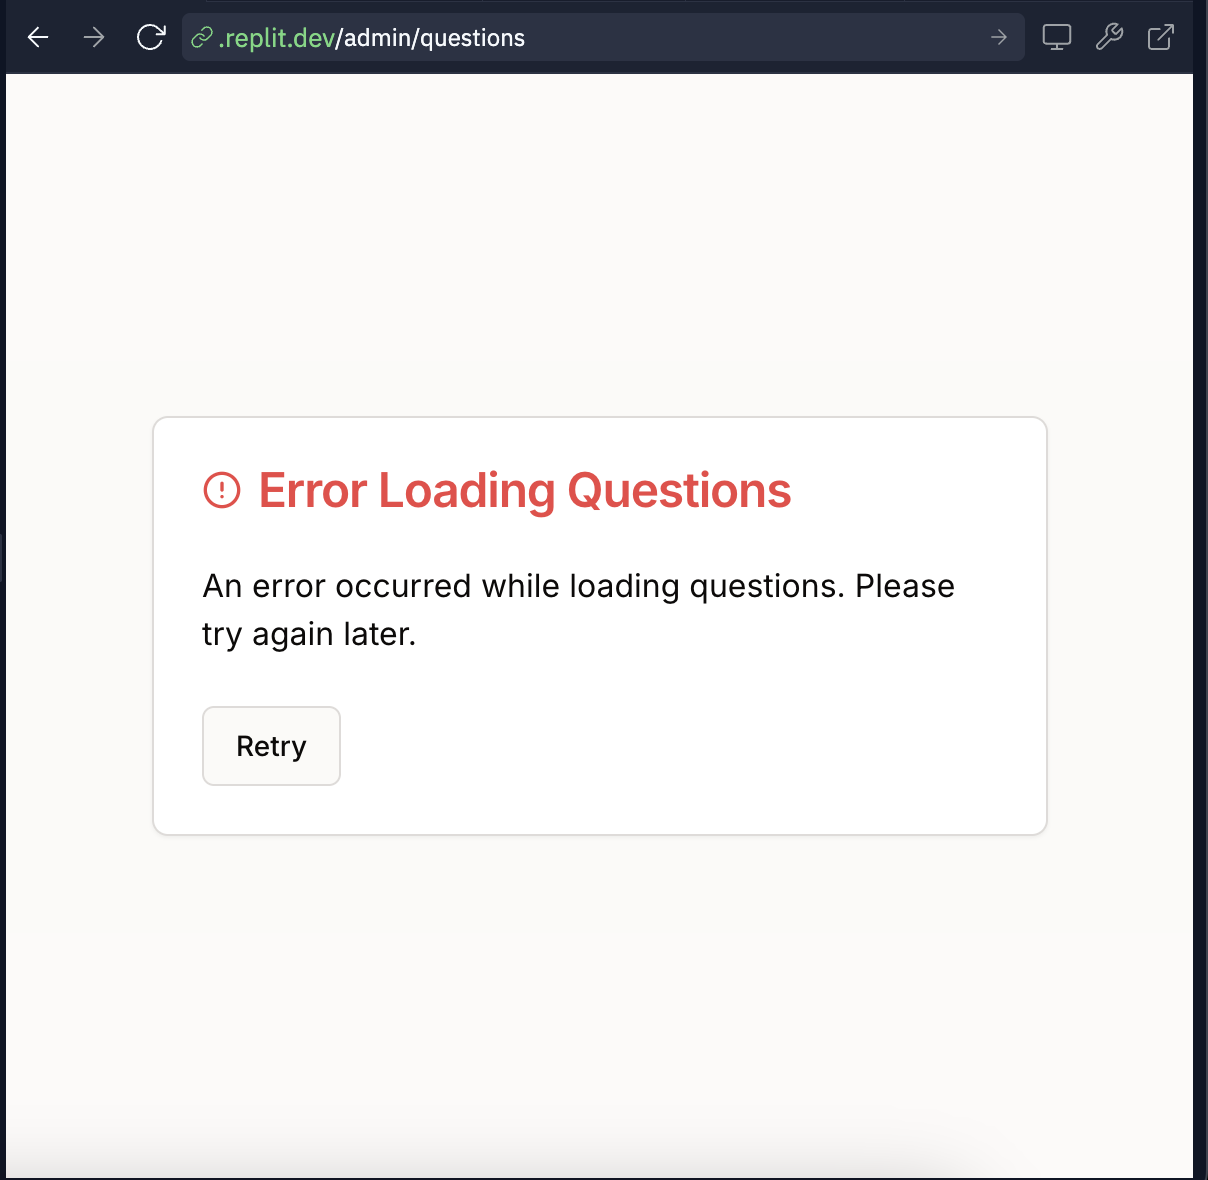 .replit.dev/admin/questions
Error Loading Questions
An error occurred while loading questions. Please
try again later.
Retry